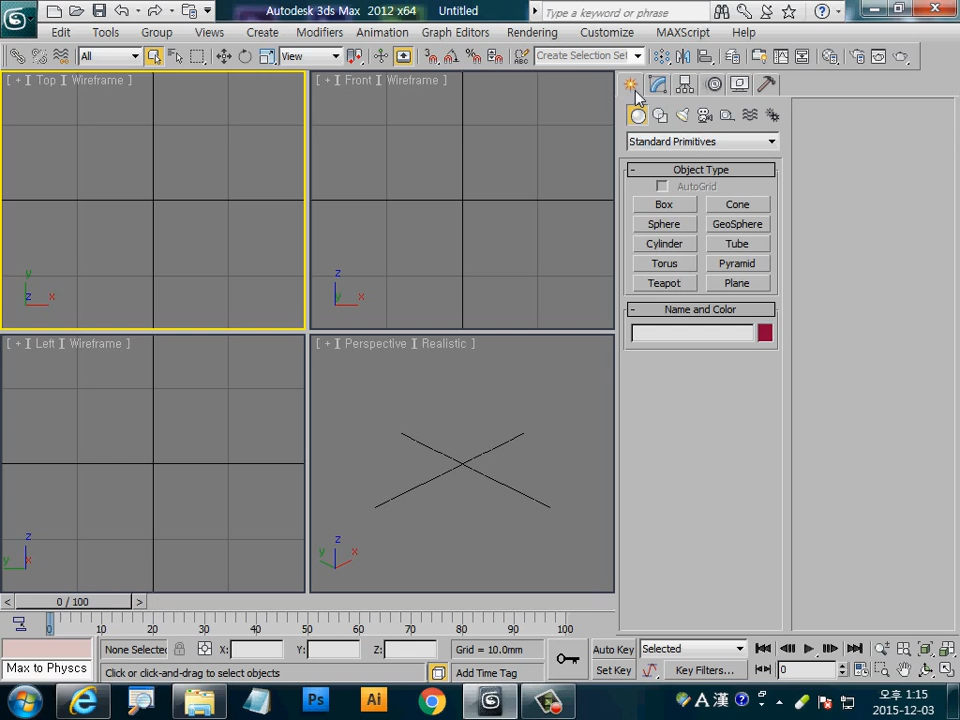 Autodesk 3ds Max 2012 x64 Untitled
Type a keyword or phrase
Edit Tools Group Views Create Modifiers Animation Graph Editors Rendering Customize MAXScript Help
All View Create Selection Set
[ + ] Top ] Wireframe ]
[ + ] Front ] Wireframe ]
Standard Primitives
- Object Type
AutoGrid
Box Cone
Sphere GeoSphere
Cylinder Tube
Torus Pyramid
Teapot Plane
- Name and Color
y
z x
z
y x
[ + ] Left ] Wireframe ]
[ + ] Perspective ] Realistic ]
z
y x
z
y x
< 0 / 100 >
0 10 20 30 40 50 60 70 80 90 100
None Selected X: Y: Z: Grid = 10.0mm Auto Key Selected
Max to Physcs Click or click-and-drag to select objects Add Time Tag Set Key Key Filters... 0
Ps Ai A 漢 오후 1:15
2015-12-03